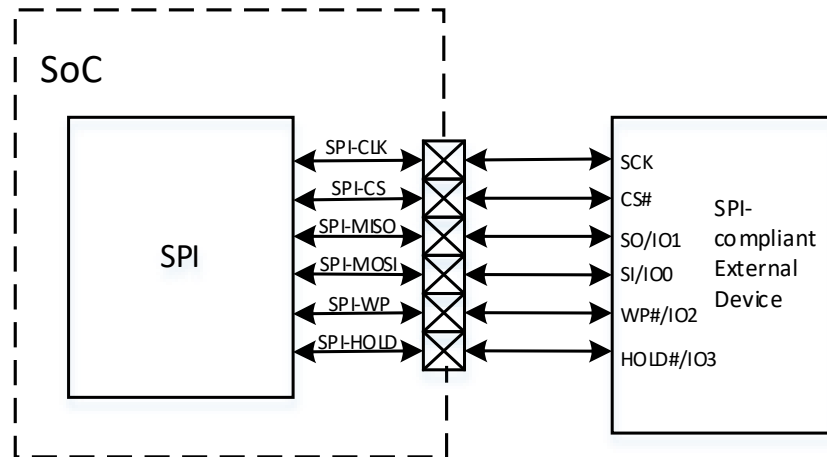 SoC
SPI
SPI-CLK
SPI-CS
SPI-MISO
SPI-MOSI
SPI-WP
SPI-HOLD
SCK
CS#
SO/IO1
SI/IO0
WP#/IO2
HOLD#/IO3
SPI-
compliant
External
Device